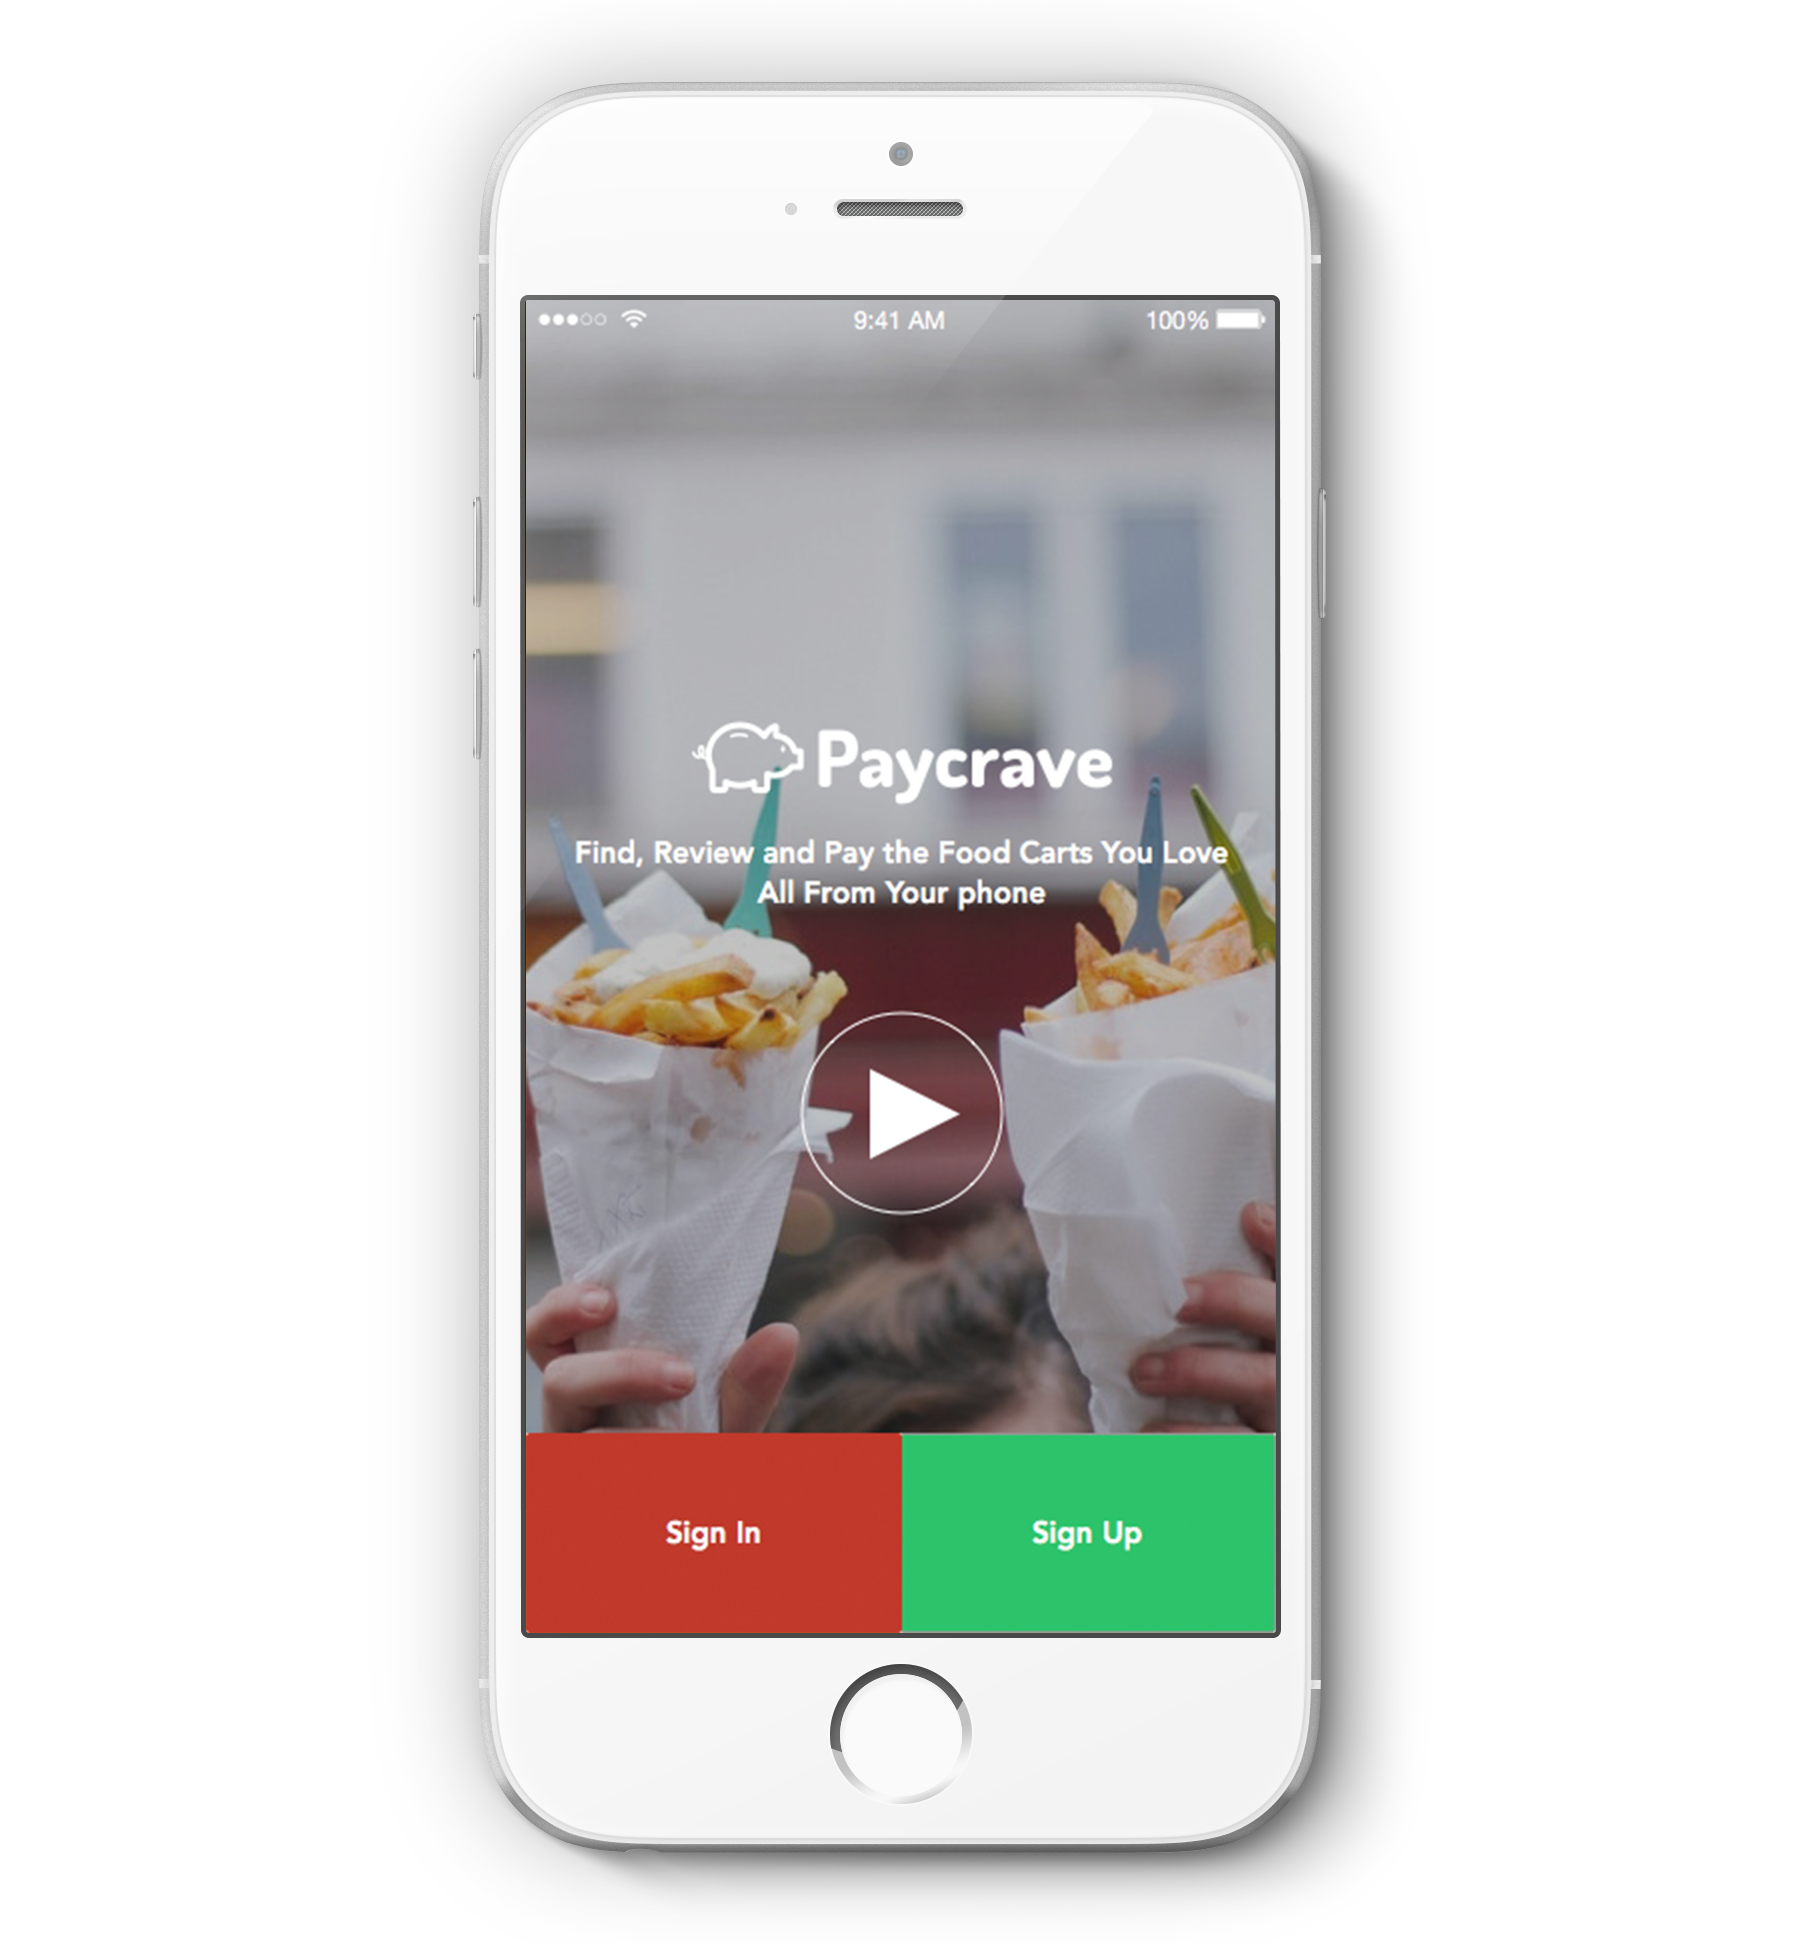 9:41 AM
100%
Paycrave
Find, Review and Pay the Food Carts You Love
All From Your phone
Sign In
Sign Up